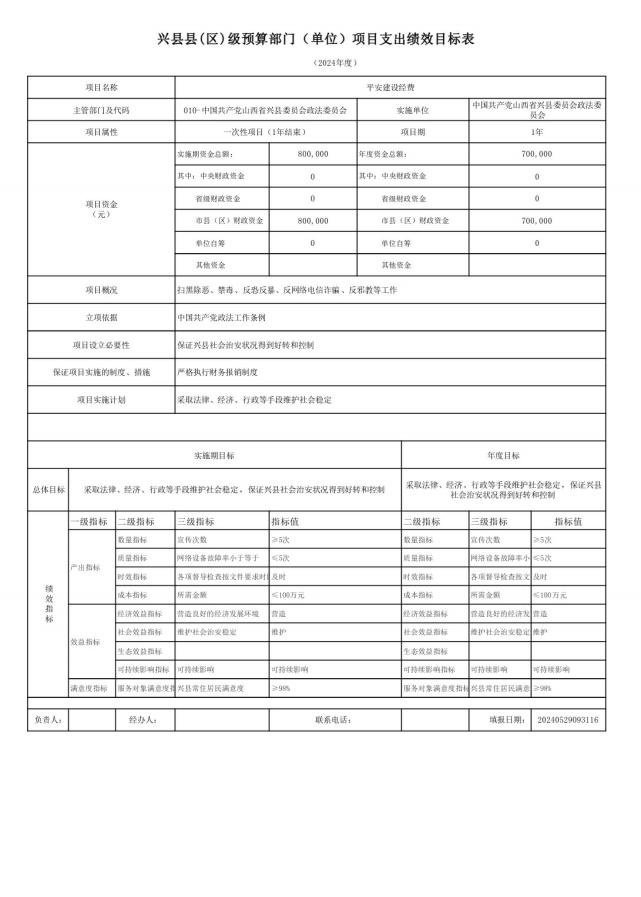 兴县县(区)级预算部门（单位）项目支出绩效目标表
（2024年度）
项目名称 平安建设经费
主管部门及代码 010-中国共产党山西省兴县委员会政法委员会 实施单位 中国共产党山西省兴县委员会政法委员会
项目属性 一次性项目（1年结束） 项目期 1年
项目资金（元） 实施期资金总额： 800,000 年度资金总额： 700,000
其中：中央财政资金 0 其中：中央财政资金 0
省级财政资金 0 省级财政资金 0
市县（区）财政资金 800,000 市县（区）财政资金 700,000
单位自筹 0 单位自筹 0
其他资金 其他资金
项目概况 扫黑除恶、禁毒、反恐反暴、反网络电信诈骗、反邪教等工作
立项依据 中国共产党政法工作条例
项目设立必要性 保证兴县社会治安状况得到好转和控制
保证项目实施的制度、措施 严格执行财务报销制度
项目实施计划 采取法律、经济、行政等手段维护社会稳定
实施期目标 年度目标
总体目标 采取法律、经济、行政等手段维护社会稳定，保证兴县社会治安状况得到好转和控制 采取法律、经济、行政等手段维护社会稳定，保证兴县社会治安状况得到好转和控制
绩效指标 一级指标 二级指标 三级指标 指标值 二级指标 三级指标 指标值
产出指标 数量指标 宣传次数 ≥5次 数量指标 宣传次数 ≥5次
质量指标 网络设备故障率小于等于 ≤5次 质量指标 网络设备故障率小 ≤5次
时效指标 各项督导检查按文件要求时 及时 时效指标 各项督导检查按文 及时
成本指标 所需金额 ≤100万元 成本指标 所需金额 ≤100万元
效益指标 经济效益指标 营造良好的经济发展环境 营造 经济效益指标 营造良好的经济发 营造
社会效益指标 维护社会治安稳定 维护 社会效益指标 维护社会治安稳定 维护
生态效益指标 生态效益指标
可持续影响指标 可持续影响 可持续影响 可持续影响指标 可持续影响 可持续影响
满意度指标 服务对象满意度指 兴县常住居民满意度 ≥98% 服务对象满意度指标 兴县常住居民满意 ≥98%
负责人： 经办人： 联系电话： 填报日期： 20240529093116